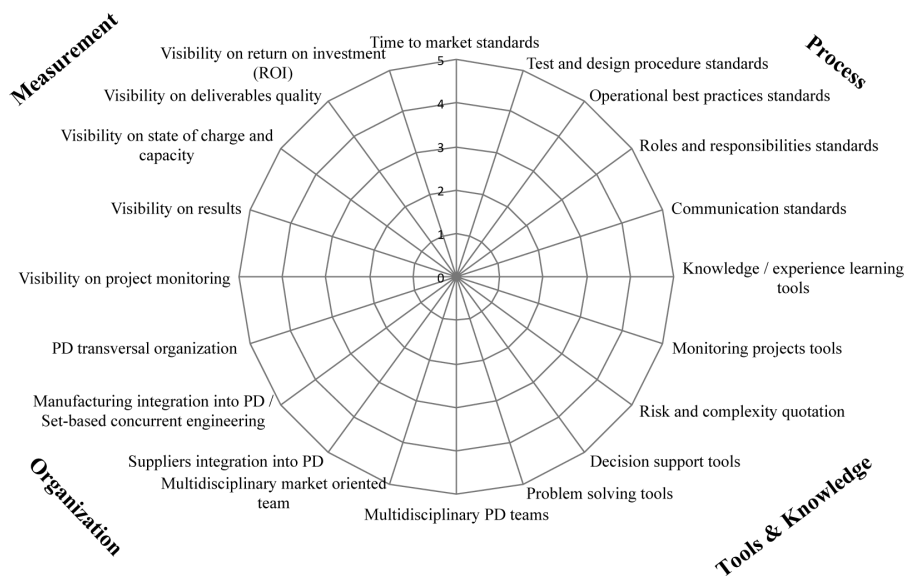 Measurement
Process
Time to market standards
Visibility on return on investment
(ROI)
Test and design procedure standards
Visibility on deliverables quality
Operational best practices standards
Visibility on state of charge and
capacity
Roles and responsibilities standards
Visibility on results
Communication standards
Visibility on project monitoring
Knowledge / experience learning
tools
PD transversal organization
Monitoring projects tools
Manufacturing integration into PD /
Set-based concurrent engineering
Risk and complexity quotation
Suppliers integration into PD
Decision support tools
Multidisciplinary market oriented
team
Problem solving tools
Multidisciplinary PD teams
Organization
Tools & Knowledge
5
4
3
2
1
0